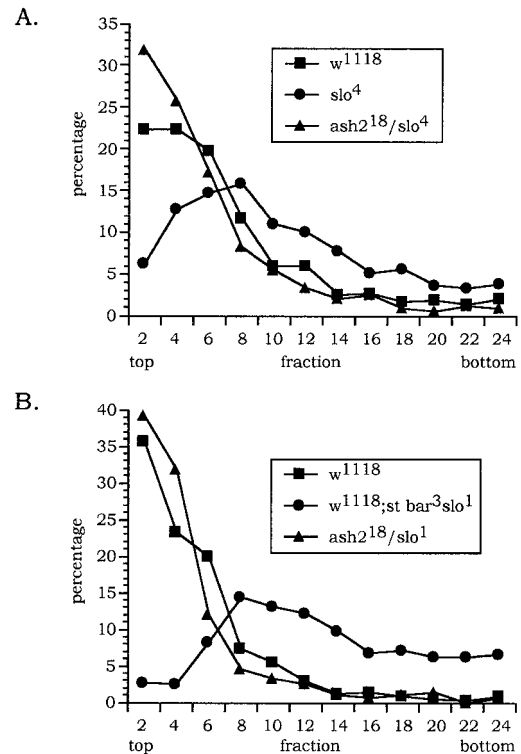 A.
35
30
25
20
15
10
5
0
percentage
w1118
slo4
ash218/slo4
2 4 6 8 10 12 14 16 18 20 22 24
top fraction bottom
B.
40
35
30
25
20
15
10
5
0
percentage
w1118
w1118;st bar3slo1
ash218/slo1
2 4 6 8 10 12 14 16 18 20 22 24
top fraction bottom